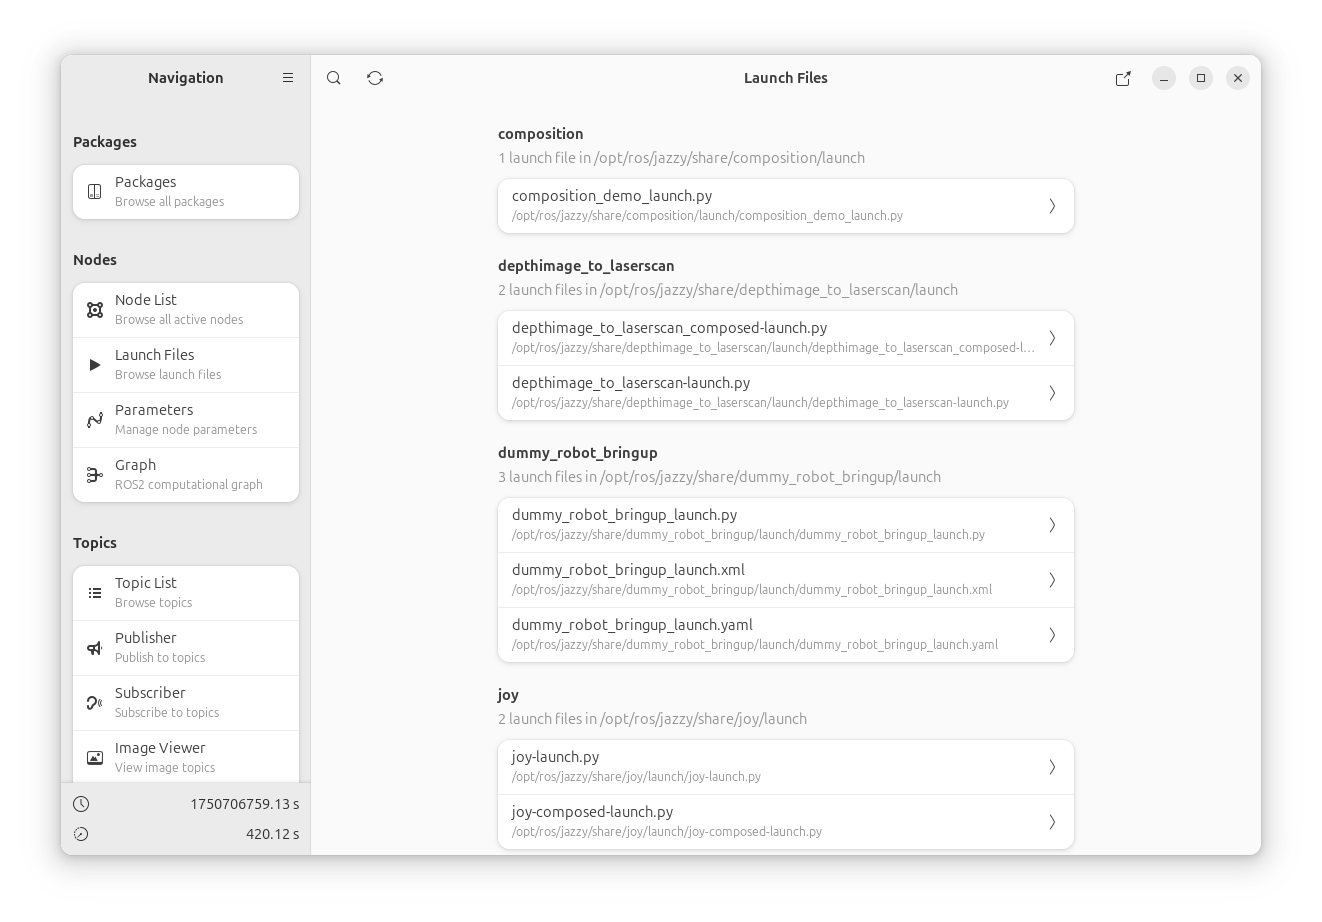 Navigation
Packages
Packages
Browse all packages
Nodes
Node List
Browse all active nodes
Launch Files
Browse launch files
Parameters
Manage node parameters
Graph
ROS2 computational graph
Topics
Topic List
Browse topics
Publisher
Publish to topics
Subscriber
Subscribe to topics
Image Viewer
View image topics
1750706759.13 s
420.12 s
Launch Files
composition
1 launch file in /opt/ros/jazzy/share/composition/launch
composition_demo_launch.py
/opt/ros/jazzy/share/composition/launch/composition_demo_launch.py
depthimage_to_laserscan
2 launch files in /opt/ros/jazzy/share/depthimage_to_laserscan/launch
depthimage_to_laserscan_composed-launch.py
/opt/ros/jazzy/share/depthimage_to_laserscan/launch/depthimage_to_laserscan_composed-l…
depthimage_to_laserscan-launch.py
/opt/ros/jazzy/share/depthimage_to_laserscan/launch/depthimage_to_laserscan-launch.py
dummy_robot_bringup
3 launch files in /opt/ros/jazzy/share/dummy_robot_bringup/launch
dummy_robot_bringup_launch.py
/opt/ros/jazzy/share/dummy_robot_bringup/launch/dummy_robot_bringup_launch.py
dummy_robot_bringup_launch.xml
/opt/ros/jazzy/share/dummy_robot_bringup/launch/dummy_robot_bringup_launch.xml
dummy_robot_bringup_launch.yaml
/opt/ros/jazzy/share/dummy_robot_bringup/launch/dummy_robot_bringup_launch.yaml
joy
2 launch files in /opt/ros/jazzy/share/joy/launch
joy-launch.py
/opt/ros/jazzy/share/joy/launch/joy-launch.py
joy-composed-launch.py
/opt/ros/jazzy/share/joy/launch/joy-composed-launch.py